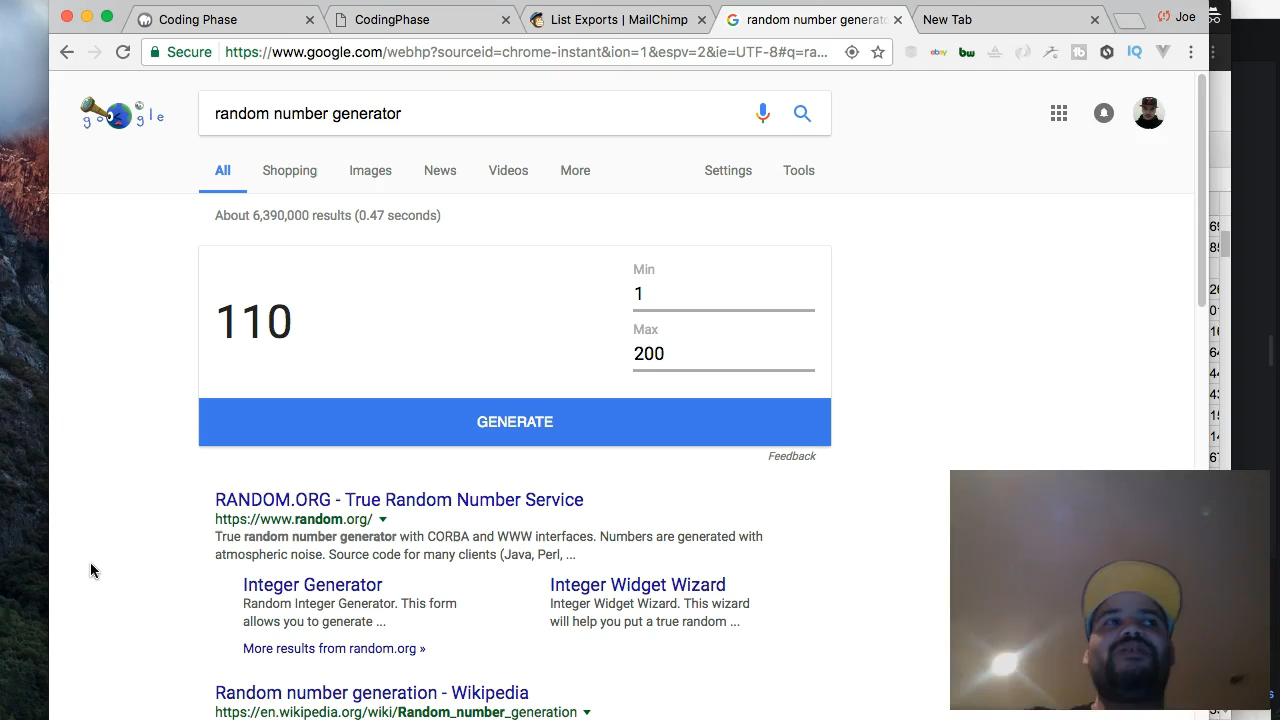 Coding Phase
CodingPhase
List Exports | MailChimp
random number generato
New Tab
Joe
Secure
https://www.google.com/webhp?sourceid=chrome-instant&ion=1&espv=2&ie=UTF-8#q=ra...
ebay
bw
tb
IQ
google
random number generator
All
Shopping
Images
News
Videos
More
Settings
Tools
About 6,390,000 results (0.47 seconds)
110
Min
1
Max
200
GENERATE
Feedback
RANDOM.ORG - True Random Number Service
https://www.random.org/
True random number generator with CORBA and WWW interfaces. Numbers are generated with
atmospheric noise. Source code for many clients (Java, Perl, ...
Integer Generator
Random Integer Generator. This form
allows you to generate ...
Integer Widget Wizard
Integer Widget Wizard. This wizard
will help you put a true random ...
More results from random.org »
Random number generation - Wikipedia
https://en.wikipedia.org/wiki/Random_number_generation